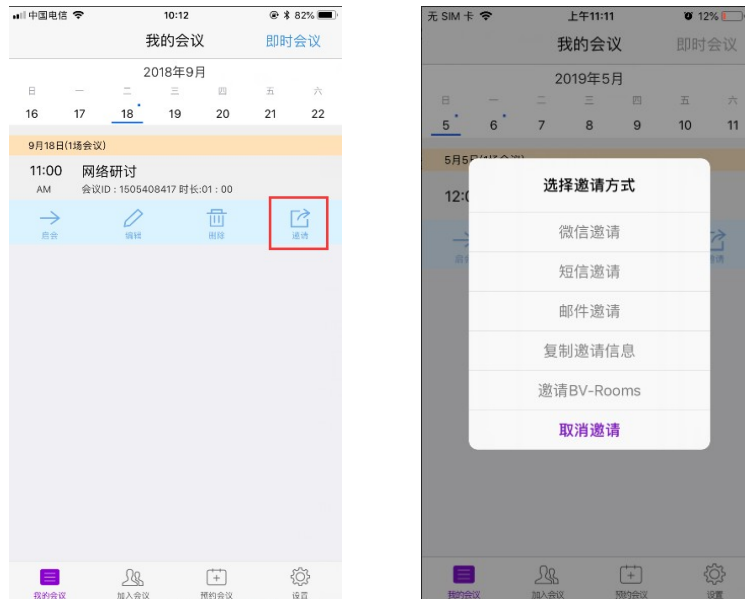 中国电信 10:12 82%
我的会议 即时会议
2018年9月
日 一 二 三 四 五 六
16 17 18 19 20 21 22
9月18日(1场会议)
11:00 网络研讨
AM 会议ID : 1505408417 时长:01 : 00
启会 编辑 删除 邀请
我的会议 加入会议 预约会议 设置
无 SIM 卡 上午11:11 12%
我的会议 即时会议
2019年5月
日 一 二 三 四 五 六
5 6 7 8 9 10 11
5月5日(1场会议)
12:0
选择邀请方式
微信邀请
短信邀请
邮件邀请
复制邀请信息
邀请BV-Rooms
取消邀请
我的会议 加入会议 预约会议 设置